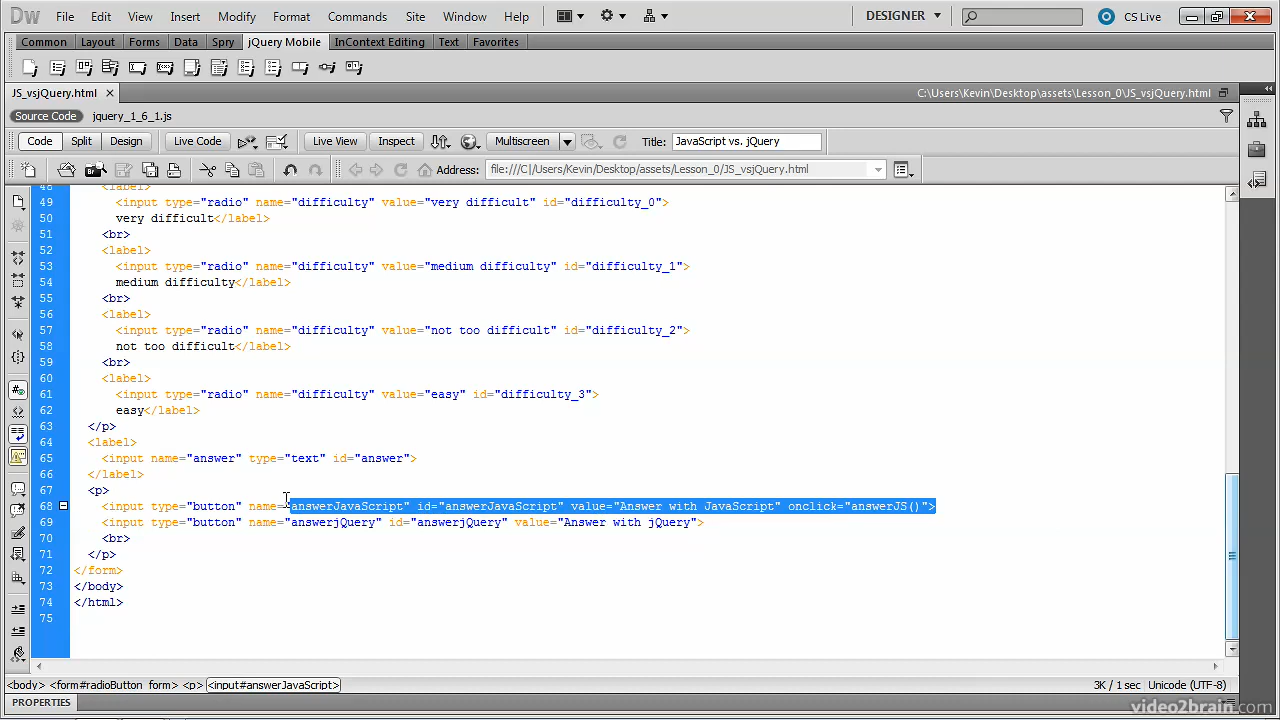 Dw File Edit View Insert Modify Format Commands Site Window Help DESIGNER CS Live
Common Layout Forms Data Spry jQuery Mobile InContext Editing Text Favorites
JS_vsjQuery.html × C:\Users\Kevin\Desktop\assets\Lesson_0\JS_vsjQuery.html
Source Code jquery_1_6_1.js
Code Split Design Live Code Live View Inspect Multiscreen Title: JavaScript vs. jQuery
Address: file:///C|/Users/Kevin/Desktop/assets/Lesson_0/JS_vsjQuery.html
48 <label>
49 <input type="radio" name="difficulty" value="very difficult" id="difficulty_0">
50 very difficult</label>
51 <br>
52 <label>
53 <input type="radio" name="difficulty" value="medium difficulty" id="difficulty_1">
54 medium difficulty</label>
55 <br>
56 <label>
57 <input type="radio" name="difficulty" value="not too difficult" id="difficulty_2">
58 not too difficult</label>
59 <br>
60 <label>
61 <input type="radio" name="difficulty" value="easy" id="difficulty_3">
62 easy</label>
63 </p>
64 <label>
65 <input name="answer" type="text" id="answer">
66 </label>
67 <p>
68 <input type="button" name="answerJavaScript" id="answerJavaScript" value="Answer with JavaScript" onclick="answerJS()">
69 <input type="button" name="answerjQuery" id="answerjQuery" value="Answer with jQuery">
70 <br>
71 </p>
72 </form>
73 </body>
74 </html>
75
<body> <form#radioButton form> <p> <input#answerJavaScript> 3K / 1 sec Unicode (UTF-8)
PROPERTIES
video2brain.com